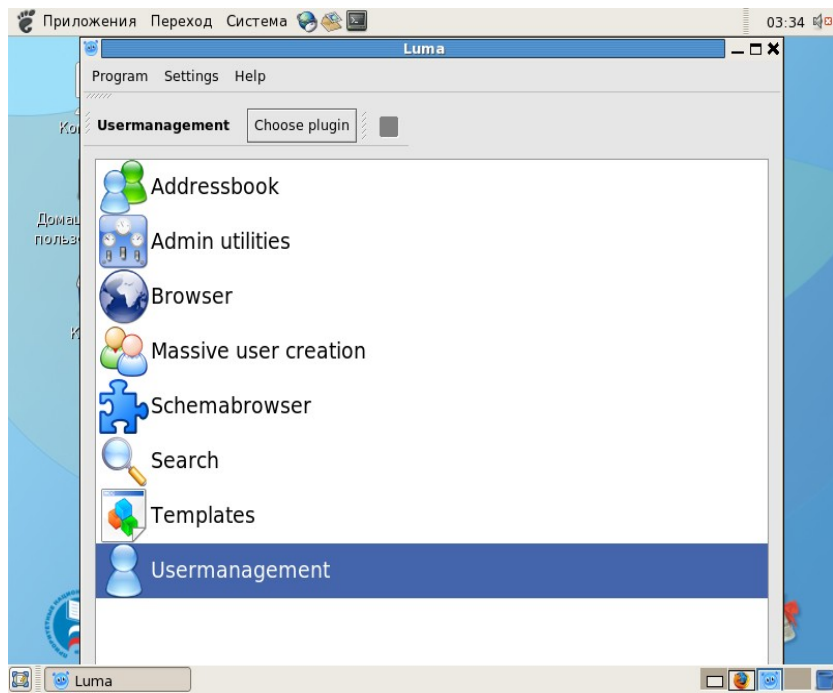 Приложения Переход Система 03:34
Luma
Program Settings Help
Usermanagement Choose plugin
Addressbook
Admin utilities
Browser
Massive user creation
Schemabrowser
Search
Templates
Usermanagement
Luma